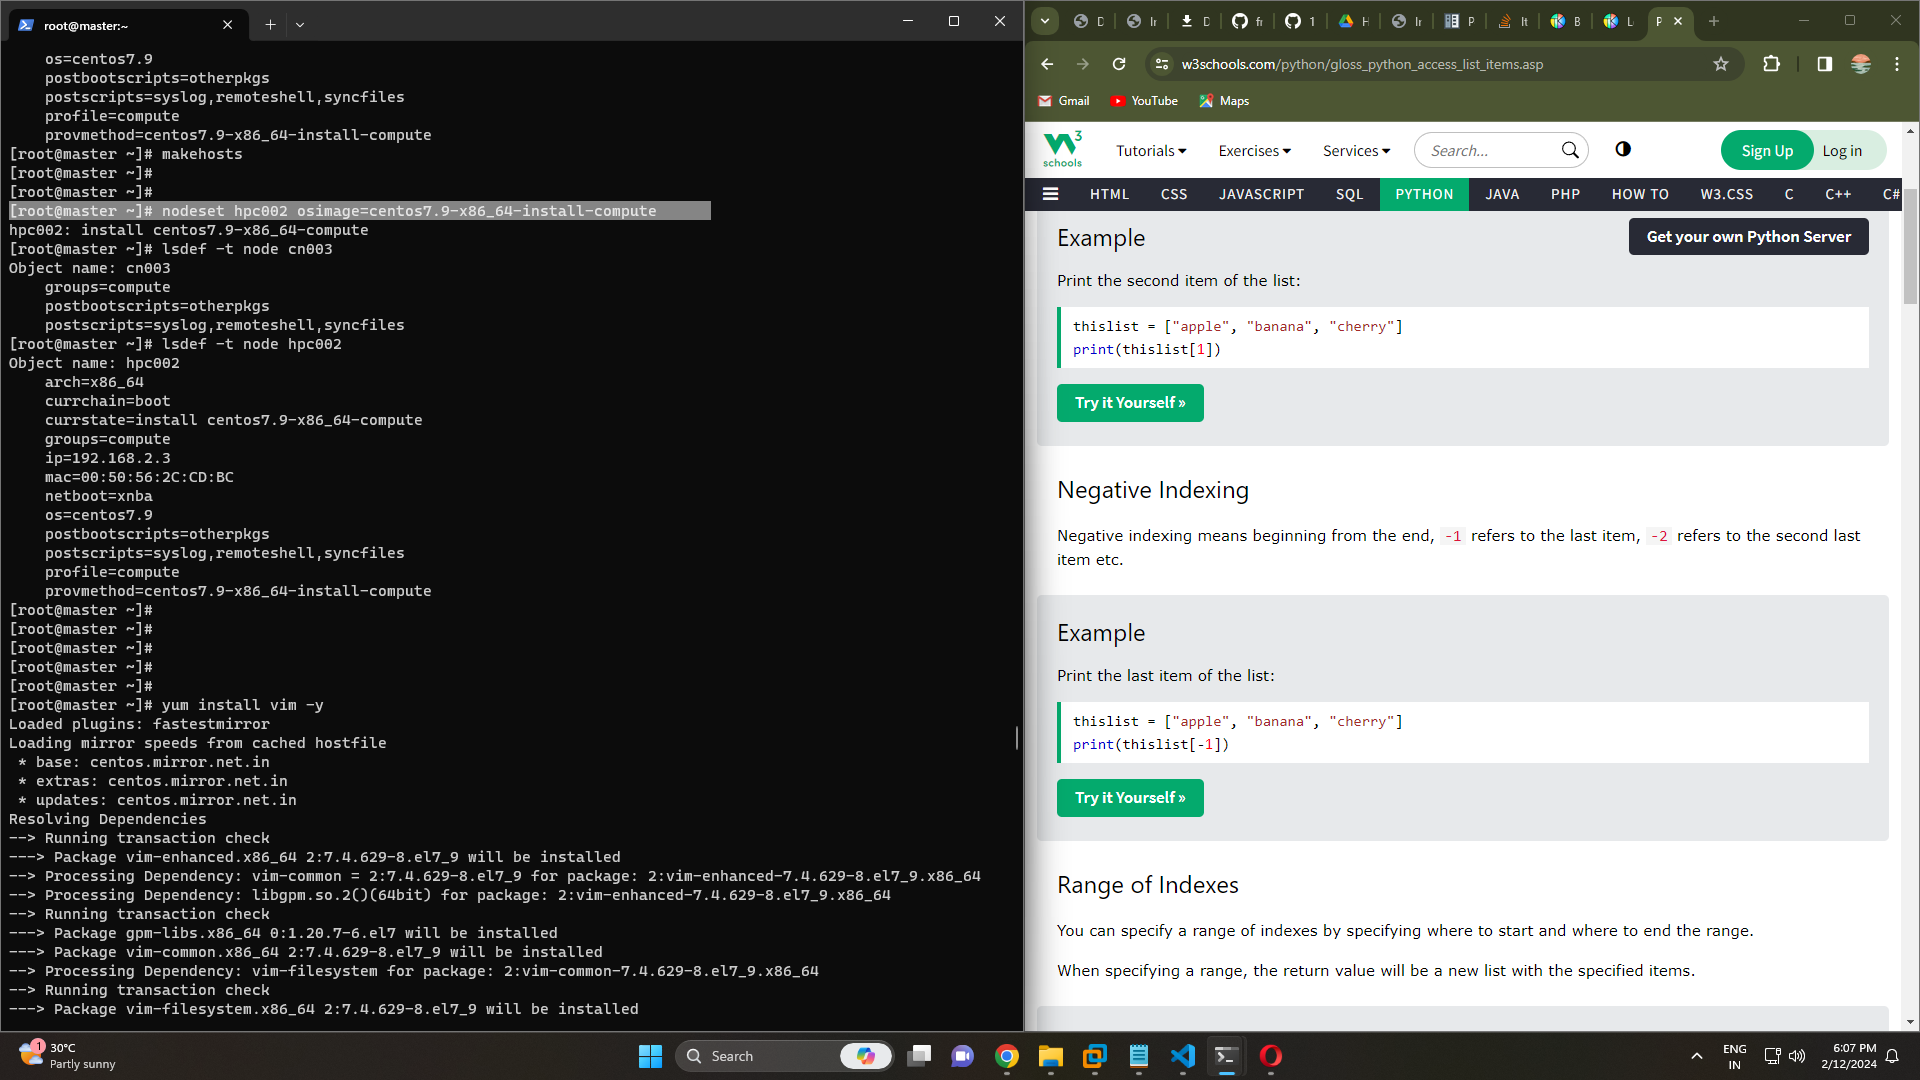 root@master:~
os=centos7.9
postbootscripts=otherpkgs
postscripts=syslog,remoteshell,syncfiles
profile=compute
provmethod=centos7.9-x86_64-install-compute
[root@master ~]# makehosts
[root@master ~]#
[root@master ~]#
[root@master ~]# nodeset hpc002 osimage=centos7.9-x86_64-install-compute
hpc002: install centos7.9-x86_64-compute
[root@master ~]# lsdef -t node cn003
Object name: cn003
groups=compute
postbootscripts=otherpkgs
postscripts=syslog,remoteshell,syncfiles
[root@master ~]# lsdef -t node hpc002
Object name: hpc002
arch=x86_64
currchain=boot
currstate=install centos7.9-x86_64-compute
groups=compute
ip=192.168.2.3
mac=00:50:56:2C:CD:BC
netboot=xnba
os=centos7.9
postbootscripts=otherpkgs
postscripts=syslog,remoteshell,syncfiles
profile=compute
provmethod=centos7.9-x86_64-install-compute
[root@master ~]#
[root@master ~]#
[root@master ~]#
[root@master ~]#
[root@master ~]#
[root@master ~]# yum install vim -y
Loaded plugins: fastestmirror
Loading mirror speeds from cached hostfile
* base: centos.mirror.net.in
* extras: centos.mirror.net.in
* updates: centos.mirror.net.in
Resolving Dependencies
--> Running transaction check
---> Package vim-enhanced.x86_64 2:7.4.629-8.el7_9 will be installed
--> Processing Dependency: vim-common = 2:7.4.629-8.el7_9 for package: 2:vim-enhanced-7.4.629-8.el7_9.x86_64
--> Processing Dependency: libgpm.so.2()(64bit) for package: 2:vim-enhanced-7.4.629-8.el7_9.x86_64
--> Running transaction check
---> Package gpm-libs.x86_64 0:1.20.7-6.el7 will be installed
---> Package vim-common.x86_64 2:7.4.629-8.el7_9 will be installed
--> Processing Dependency: vim-filesystem for package: 2:vim-common-7.4.629-8.el7_9.x86_64
--> Running transaction check
---> Package vim-filesystem.x86_64 2:7.4.629-8.el7_9 will be installed
D Ir D fr 1 H Ir P It B L P
w3schools.com/python/gloss_python_access_list_items.asp
Gmail YouTube Maps
W3 schools Tutorials Exercises Services Search... Sign Up Log in
HTML CSS JAVASCRIPT SQL PYTHON JAVA PHP HOW TO W3.CSS C C++ C#
Example
Get your own Python Server
Print the second item of the list:
thislist = ["apple", "banana", "cherry"]
print(thislist[1])
Try it Yourself »
Negative Indexing
Negative indexing means beginning from the end, -1 refers to the last item, -2 refers to the second last
item etc.
Example
Print the last item of the list:
thislist = ["apple", "banana", "cherry"]
print(thislist[-1])
Try it Yourself »
Range of Indexes
You can specify a range of indexes by specifying where to start and where to end the range.
When specifying a range, the return value will be a new list with the specified items.
1
30°C
Partly sunny
Search
ENG
IN
6:07 PM
2/12/2024